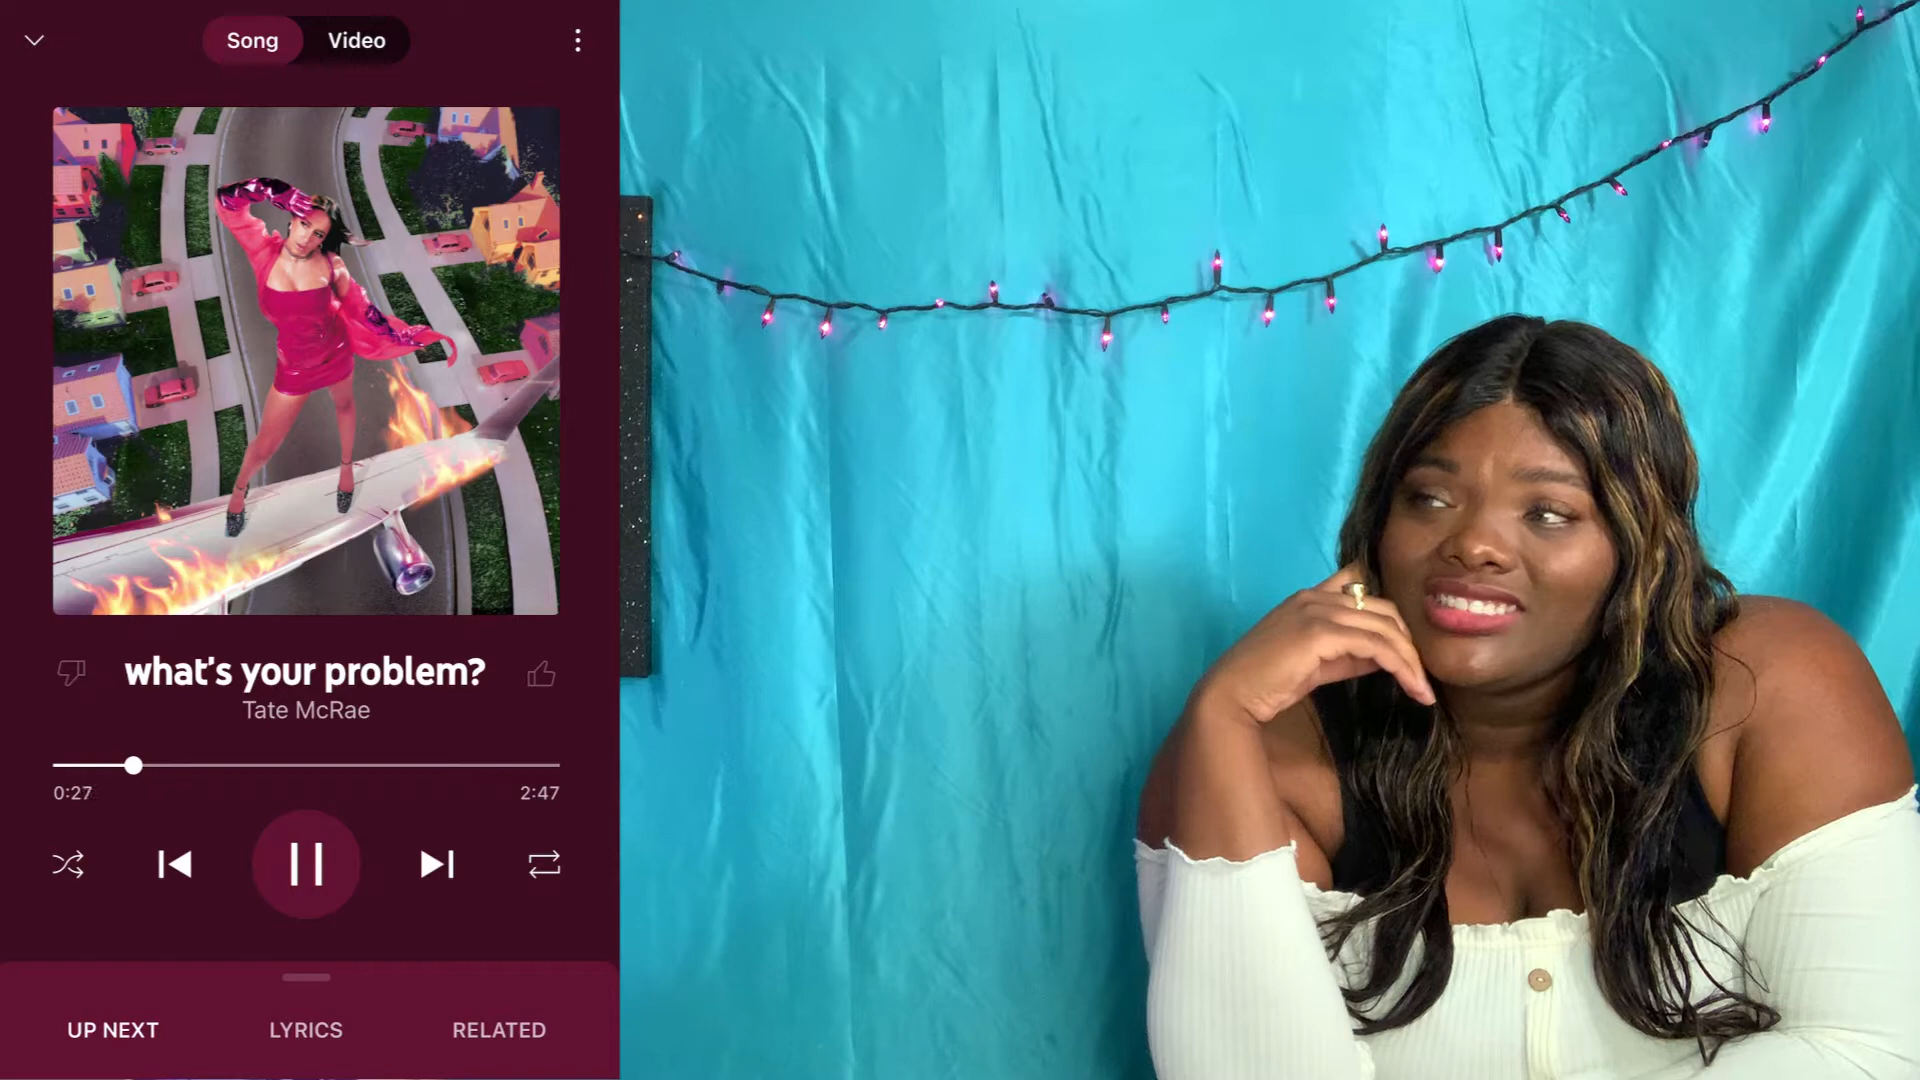 Song Video
what's your problem?
Tate McRae
0:27 2:47
UP NEXT LYRICS RELATED